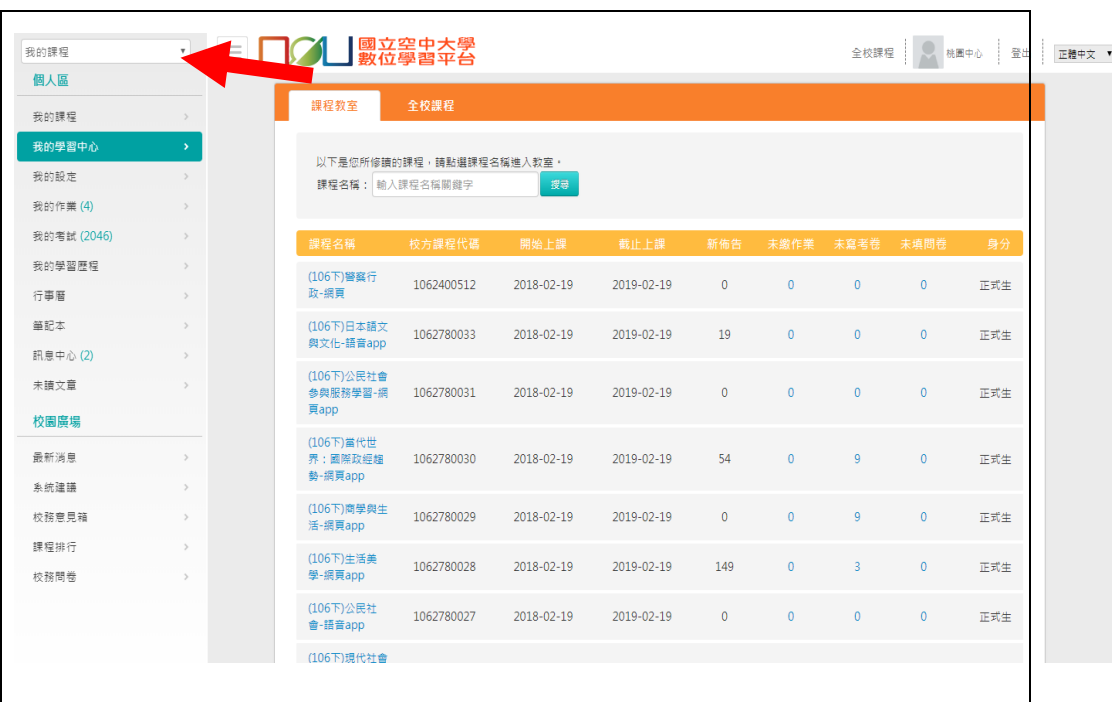 我的課程
國立空中大學
數位學習平台
全校課程
桃園中心
登出
正體中文
個人區
我的課程
我的學習中心
我的設定
我的作業 (4)
我的考試 (2046)
我的學習歷程
行事曆
筆記本
訊息中心 (2)
未讀文章
校園廣場
最新消息
系統建議
校務意見箱
課程排行
校務問卷
課程教室 全校課程
以下是您所修讀的課程，請點選課程名稱進入教室。
課程名稱： 輸入課程名稱關鍵字 搜尋
課程名稱 校方課程代碼 開始上課 截止上課 新佈告 未繳作業 未寫考卷 未填問卷 身分
(106下)警察行
政-網頁 1062400512 2018-02-19 2019-02-19 0 0 0 0 正式生
(106下)日本語文
與文化-語音app 1062780033 2018-02-19 2019-02-19 19 0 0 0 正式生
(106下)公民社會
參與服務學習-網 1062780031 2018-02-19 2019-02-19 0 0 0 0 正式生
頁app
(106下)當代世
界：國際政經趨 1062780030 2018-02-19 2019-02-19 54 0 9 0 正式生
勢-網頁app
(106下)商學與生
活-網頁app 1062780029 2018-02-19 2019-02-19 0 0 9 0 正式生
(106下)生活美
學-網頁app 1062780028 2018-02-19 2019-02-19 149 0 3 0 正式生
(106下)公民社
會-語音app 1062780027 2018-02-19 2019-02-19 0 0 0 0 正式生
(106下)現代社會